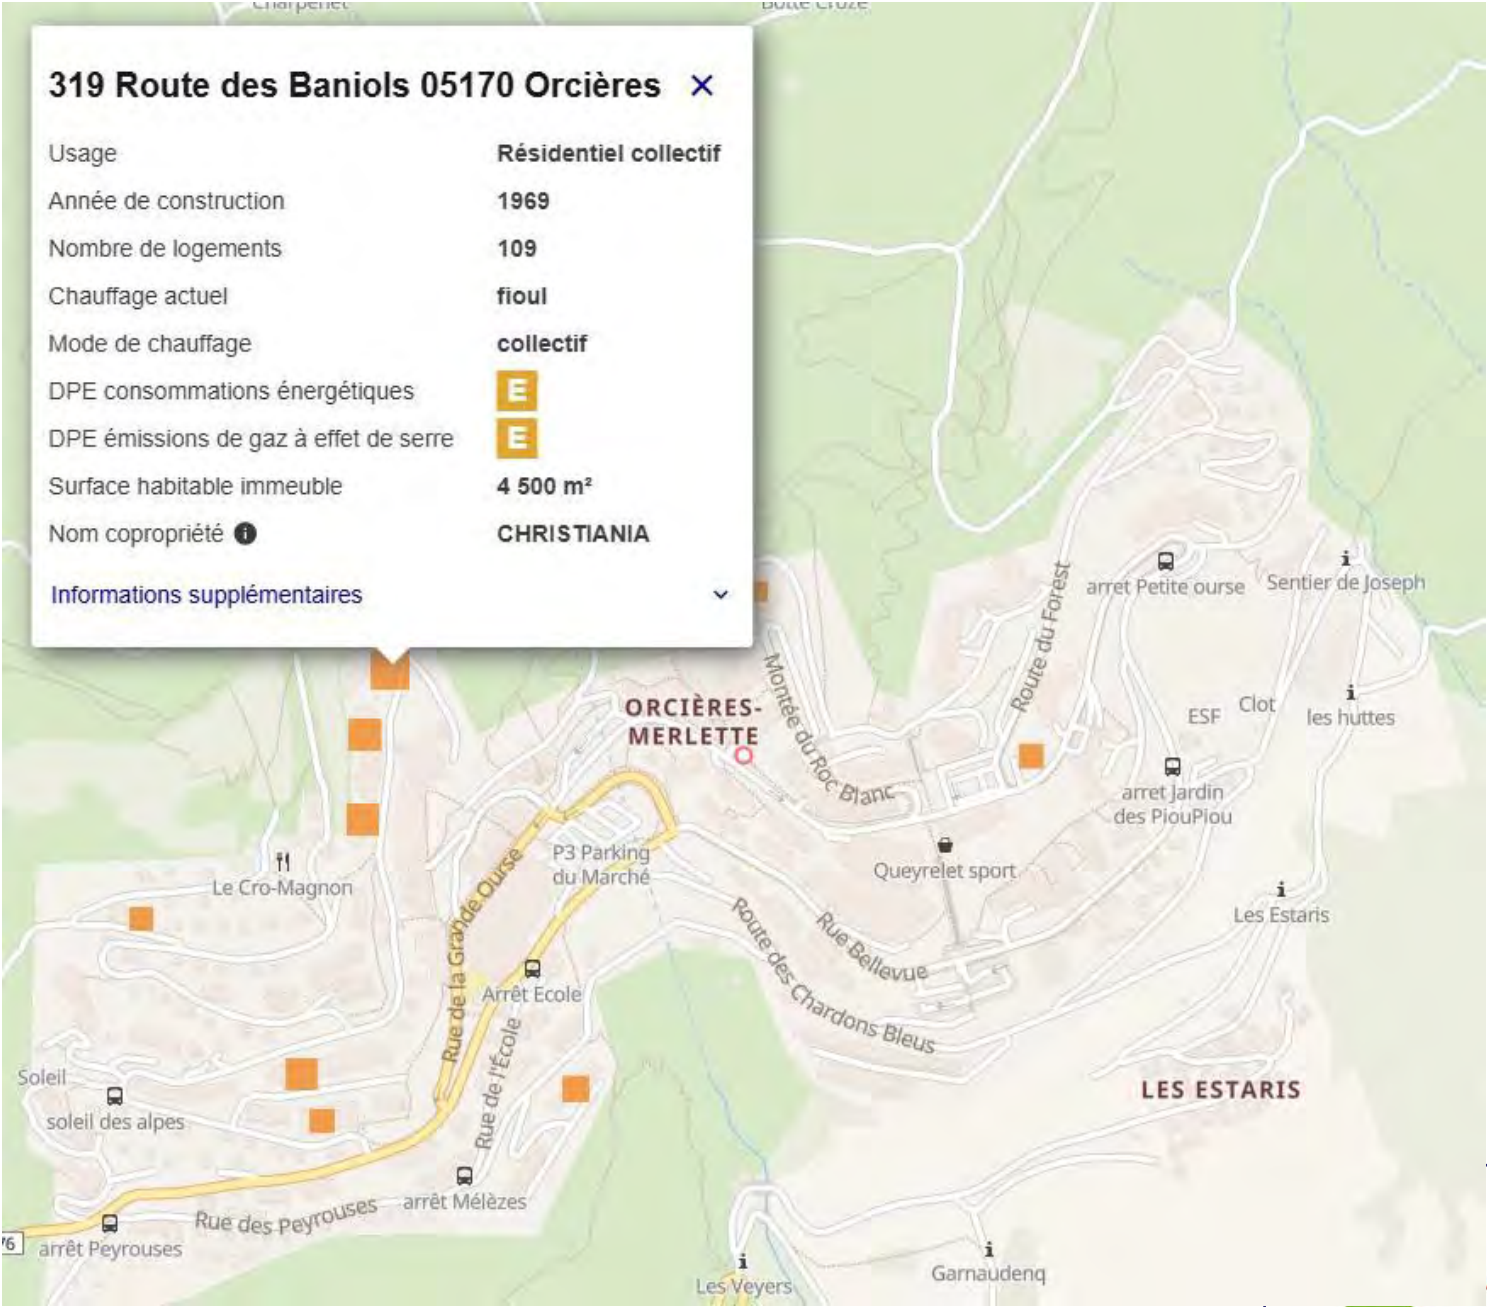 Charpenet
Botte Croze
319 Route des Baniols 05170 Orcières
Usage Résidentiel collectif
Année de construction 1969
Nombre de logements 109
Chauffage actuel fioul
Mode de chauffage collectif
DPE consommations énergétiques E
DPE émissions de gaz à effet de serre E
Surface habitable immeuble 4 500 m²
Nom copropriété CHRISTIANIA
Informations supplémentaires
arret Petite ourse
Sentier de Joseph
Route du Forest
Montée du Roc Blanc
ORCIÈRES-
MERLETTE
ESF
Clot
les huttes
arret Jardin
des PiouPiou
P3 Parking
du Marché
Queyrelet sport
Le Cro-Magnon
Rue de la Grande Ourse
Rue Bellevue
Route des Chardons Bleus
Les Estaris
Arrêt Ecole
Rue de l'École
Soleil
soleil des alpes
LES ESTARIS
arrêt Mélèzes
Rue des Peyrouses
76
arrêt Peyrouses
Les Veyers
Garnaudenq